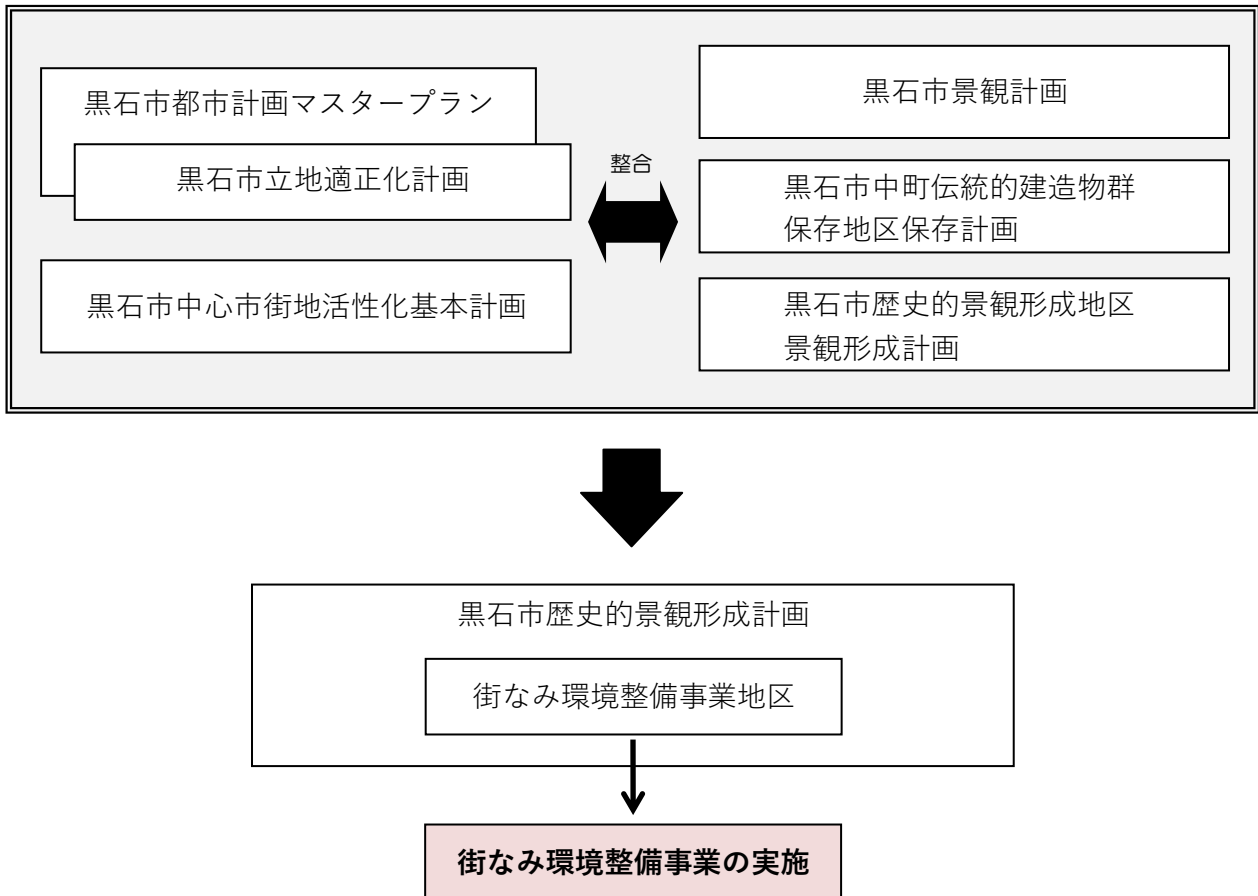 黒石市都市計画マスタープラン
黒石市立地適正化計画
黒石市中心市街地活性化基本計画
整合
黒石市景観計画
黒石市中町伝統的建造物群
保存地区保存計画
黒石市歴史的景観形成地区
景観形成計画
黒石市歴史的景観形成計画
街なみ環境整備事業地区
街なみ環境整備事業の実施